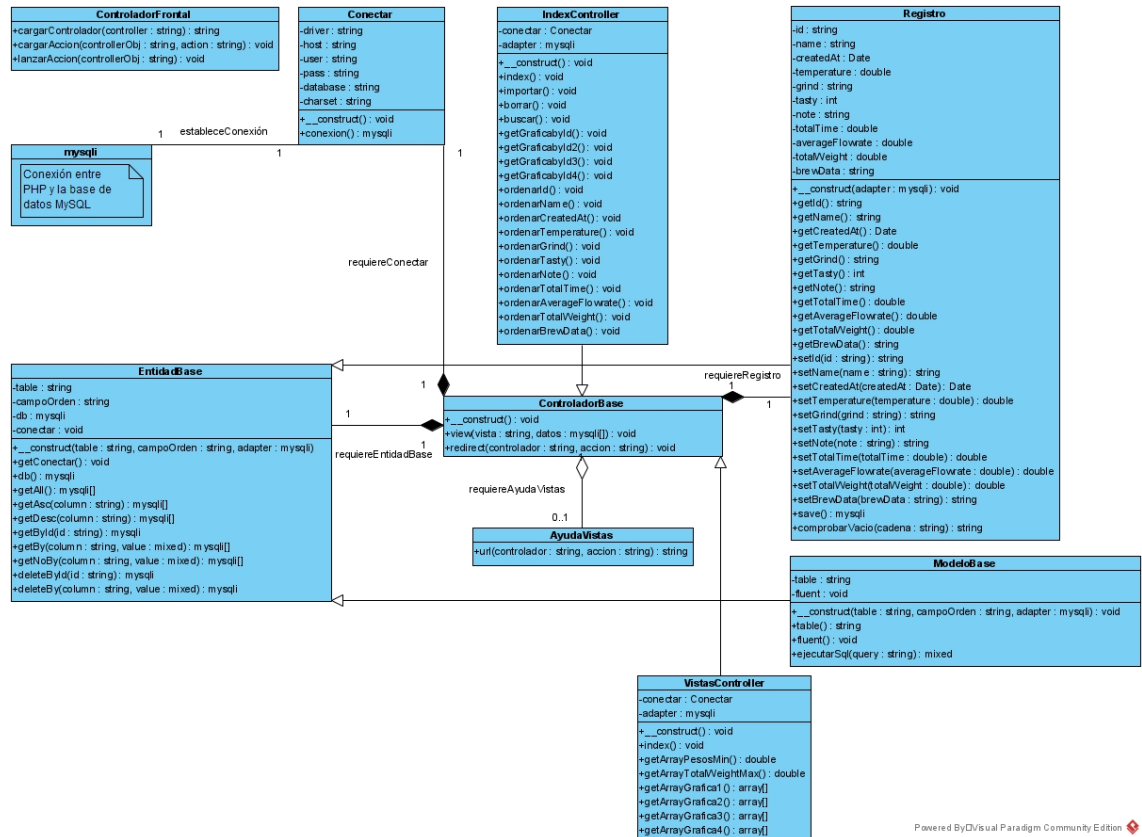 ControladorFrontal
+cargarControlador(controller : string) : string
+cargarAccion(controllerObj : string, action : string) : void
+lanzarAccion(controllerObj : string) : void
Conectar
-driver : string
-host : string
-user : string
-pass : string
-database : string
-charset : string
+__construct() : void
+conexion() : mysqli
IndexController
-conectar : Conectar
-adapter : mysqli
+__construct() : void
+index() : void
+importar() : void
+borrar() : void
+buscar() : void
+getGraficabyId() : void
+getGraficabyId2() : void
+getGraficabyId3() : void
+getGraficabyId4() : void
+ordenarId() : void
+ordenarName() : void
+ordenarCreatedAt() : void
+ordenarTemperature() : void
+ordenarGrind() : void
+ordenarTasty() : void
+ordenarNote() : void
+ordenarTotalTime() : void
+ordenarAverageFlowrate() : void
+ordenarTotalWeight() : void
+ordenarBrewData() : void
Registro
-id : string
-name : string
-createdAt : Date
-temperature : double
-grind : string
-tasty : int
-note : string
-totalTime : double
-averageFlowrate : double
-totalWeight : double
-brewData : string
+__construct(adapter : mysqli) : void
+getId() : string
+getName() : string
+getCreatedAt() : Date
+getTemperature() : double
+getGrind() : string
+getTasty() : int
+getNote() : string
+getTotalTime() : double
+getAverageFlowrate() : double
+getTotalWeight() : double
+getBrewData() : string
+setId(id : string) : string
+setName(name : string) : string
+setCreatedAt(createdAt : Date) : Date
+setTemperature(temperature : double) : double
+setGrind(grind : string) : string
+setTasty(tasty : int) : int
+setNote(note : string) : string
+setTotalTime(totalTime : double) : double
+setAverageFlowrate(averageFlowrate : double) : double
+setTotalWeight(totalWeight : double) : double
+setBrewData(brewData : string) : string
+save() : mysqli
+comprobarVacio(cadena : string) : string
1
estableceConexión
1
1
mysqli
Conexión entre
PHP y la base de
datos MySQL
requiereConectar
EntidadBase
-table : string
-campoOrden : string
-db : mysqli
-conectar : void
+__construct(table : string, campoOrden : string, adapter : mysqli)
+getConectar() : void
+db() : mysqli
+getAll() : mysqli[]
+getAsc(column : string) : mysqli[]
+getDesc(column : string) : mysqli[]
+getById(id : string) : mysqli
+getBy(column : string, value : mixed) : mysqli[]
+getNoBy(column : string, value : mixed) : mysqli[]
+deleteById(id : string) : mysqli
+deleteBy(column : string, value : mixed) : mysqli
1
1
1
requiereEntidadBase
requiereRegistro
1
1
ControladorBase
+__construct() : void
+view(vista : string, datos : mysqli[]) : void
+redirect(controlador : string, accion : string) : void
1
requiereAyudaVistas
0..1
AyudaVistas
+url(controlador : string, accion : string) : string
ModeloBase
-table : string
-fluent : void
+__construct(table : string, campoOrden : string, adapter : mysqli) : void
+table() : string
+fluent() : void
+ejecutarSql(query : string) : mixed
VistasController
-conectar : Conectar
-adapter : mysqli
+__construct() : void
+index() : void
+getArrayPesosMin() : double
+getArrayTotalWeightMax() : double
+getArrayGrafica1() : array[]
+getArrayGrafica2() : array[]
+getArrayGrafica3() : array[]
+getArrayGrafica4() : array[]
Powered By Visual Paradigm Community Edition